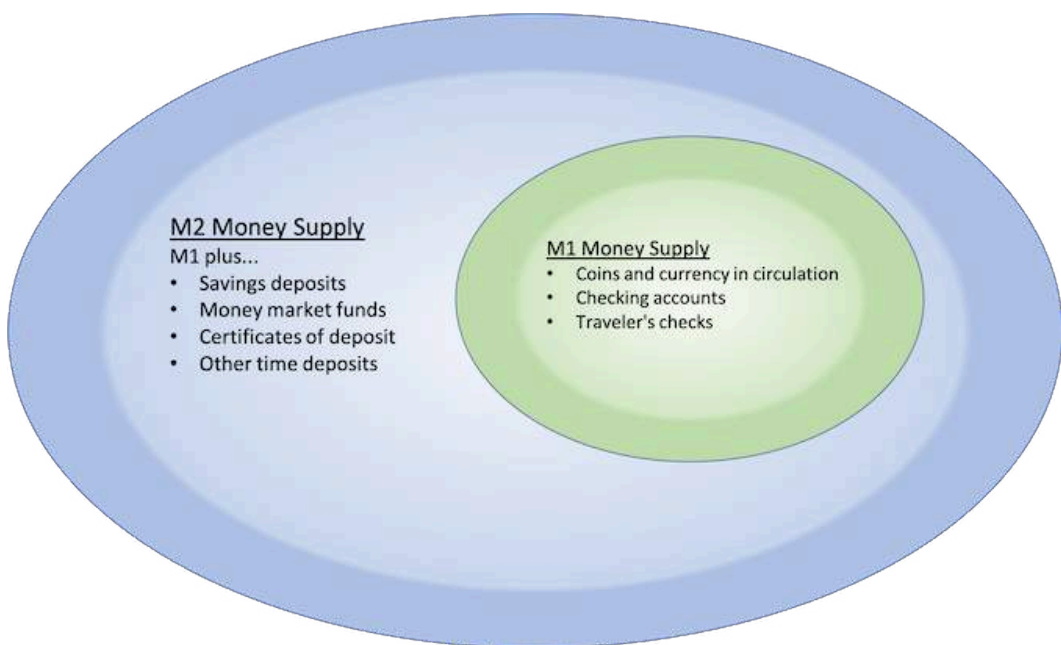 M2 Money Supply
M1 plus...
• Savings deposits
• Money market funds
• Certificates of deposit
• Other time deposits
M1 Money Supply
• Coins and currency in circulation
• Checking accounts
• Traveler's checks